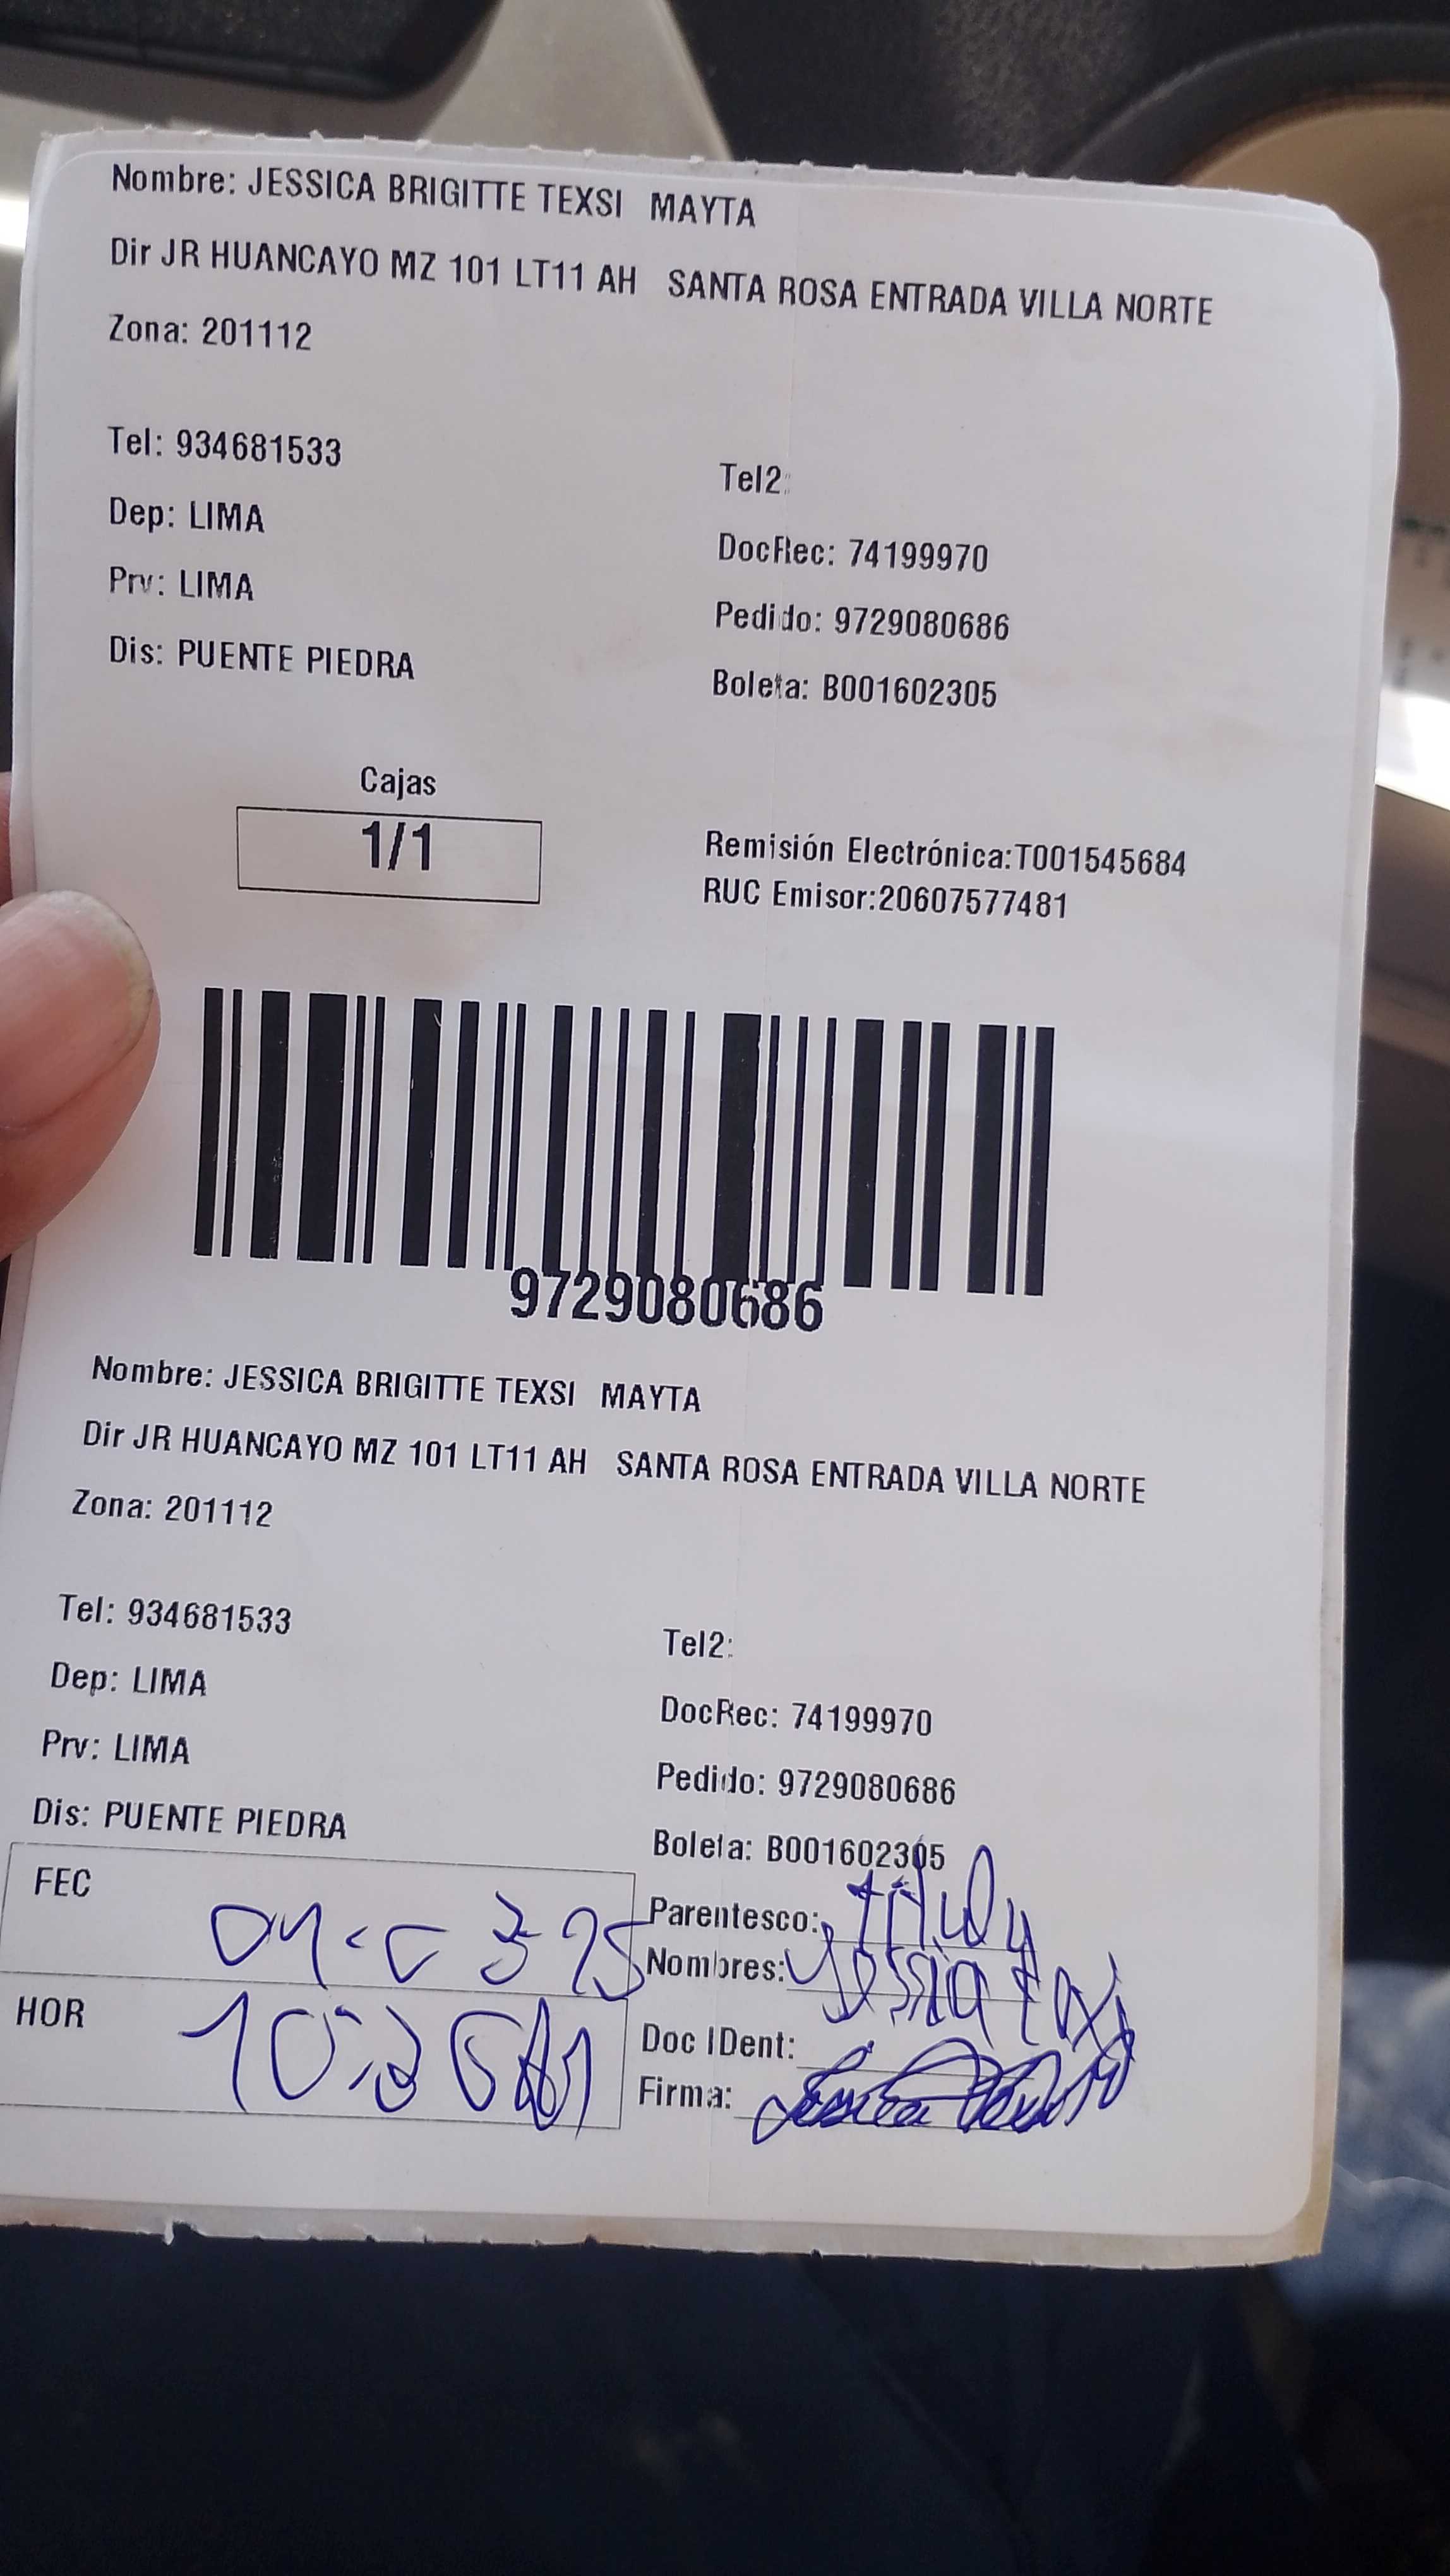 Nombre: JESSICA BRIGITTE TEXSI MAYTA
Dir JR HUANCAYO MZ 101 LT11 AH SANTA ROSA ENTRADA VILLA NORTE
Zona: 201112
Tel: 934681533
Tel2:
Dep: LIMA
DocRec: 74199970
Prv: LIMA
Pedido: 9729080686
Dis: PUENTE PIEDRA
Boleta: B001602305
Cajas
1/1
Remisión Electrónica:T001545684
RUC Emisor:20607577481
9729080686
Nombre: JESSICA BRIGITTE TEXSI MAYTA
Dir JR HUANCAYO MZ 101 LT11 AH SANTA ROSA ENTRADA VILLA NORTE
Zona: 201112
Tel: 934681533
Tel2:
Dep: LIMA
DocRec: 74199970
Prv: LIMA
Pedido: 9729080686
Dis: PUENTE PIEDRA
Boleta: B001602305
FEC
Parentesco:
Nombres:
HOR
Doc IDent:
Firma: